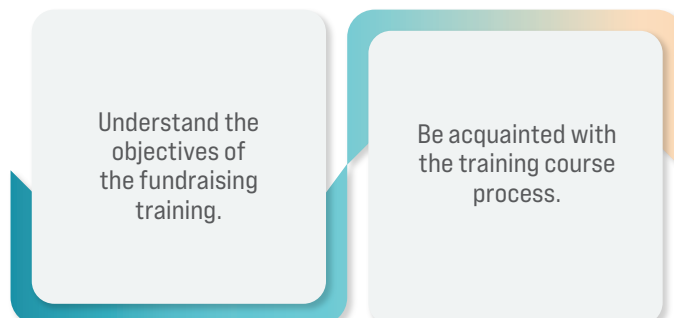 Understand the
objectives of
the fundraising
training.
Be acquainted with
the training course
process.